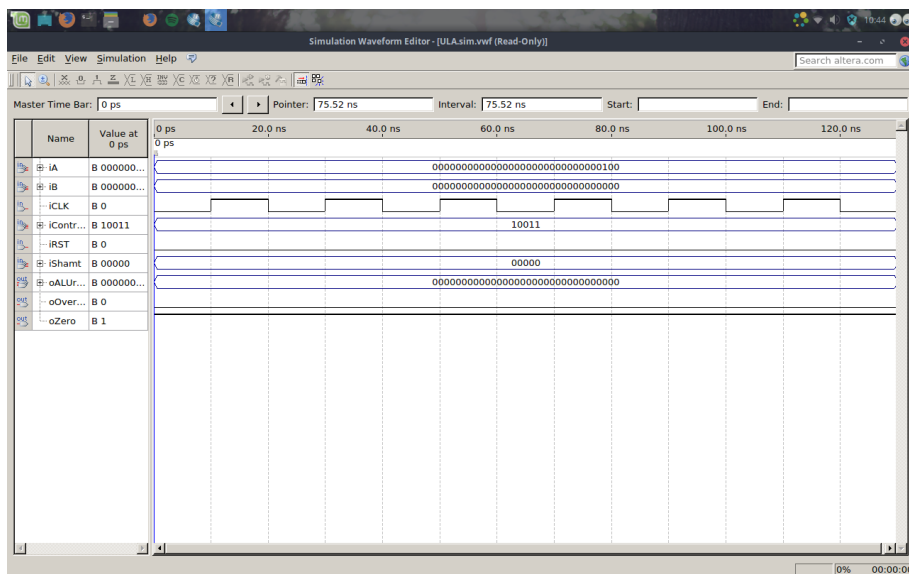 19:44
Simulation Waveform Editor - [ULA.sim.vwf (Read-Only)]
File Edit View Simulation Help
Search altera.com
Master Time Bar: 0 ps Pointer: 75.52 ns Interval: 75.52 ns Start: End:
Name Value at 0 ps
0 ps 20.0 ns 40.0 ns 60.0 ns 80.0 ns 100.0 ns 120.0 ns
0 ps
iA B 000000... 00000000000000000000000000000100
iB B 000000... 00000000000000000000000000000000
iCLK B 0
iContr... B 10011 10011
iRST B 0
iShamt B 00000 00000
oALUr... B 000000... 00000000000000000000000000000000
oOver... B 0
oZero B 1
0% 00:00:0